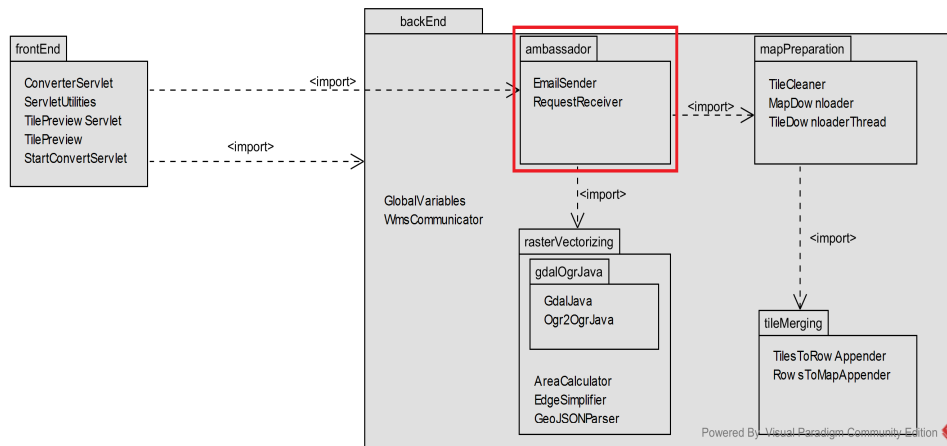 backEnd
frontEnd
ConverterServlet
ServletUtilities
TilePreview Servlet
TilePreview
StartConvertServlet
<import>
<import>
ambassador
EmailSender
RequestReceiver
<import>
mapPreparation
TileCleaner
MapDow nloader
TileDow nloaderThread
GlobalVariables
WmsCommunicator
<import>
<import>
rasterVectorizing
gdalOgrJava
GdalJava
Ogr2OgrJava
AreaCalculator
EdgeSimplifier
GeoJSONParser
tileMerging
TilesToRow Appender
Row sToMapAppender
Powered By Visual Paradigm Community Edition